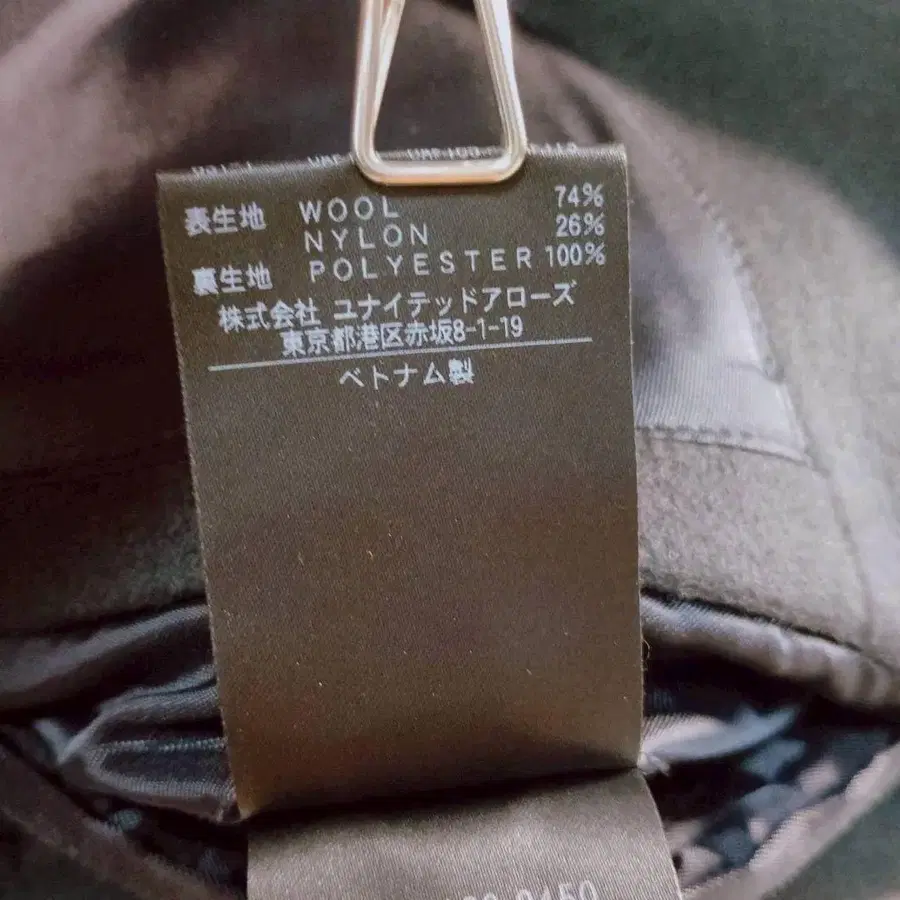 表生地 WOOL 74%
NYLON 26%
裏生地 POLYESTER 100%
株式会社 ユナイテッドアローズ
東京都港区赤坂8-1-19
ベトナム製